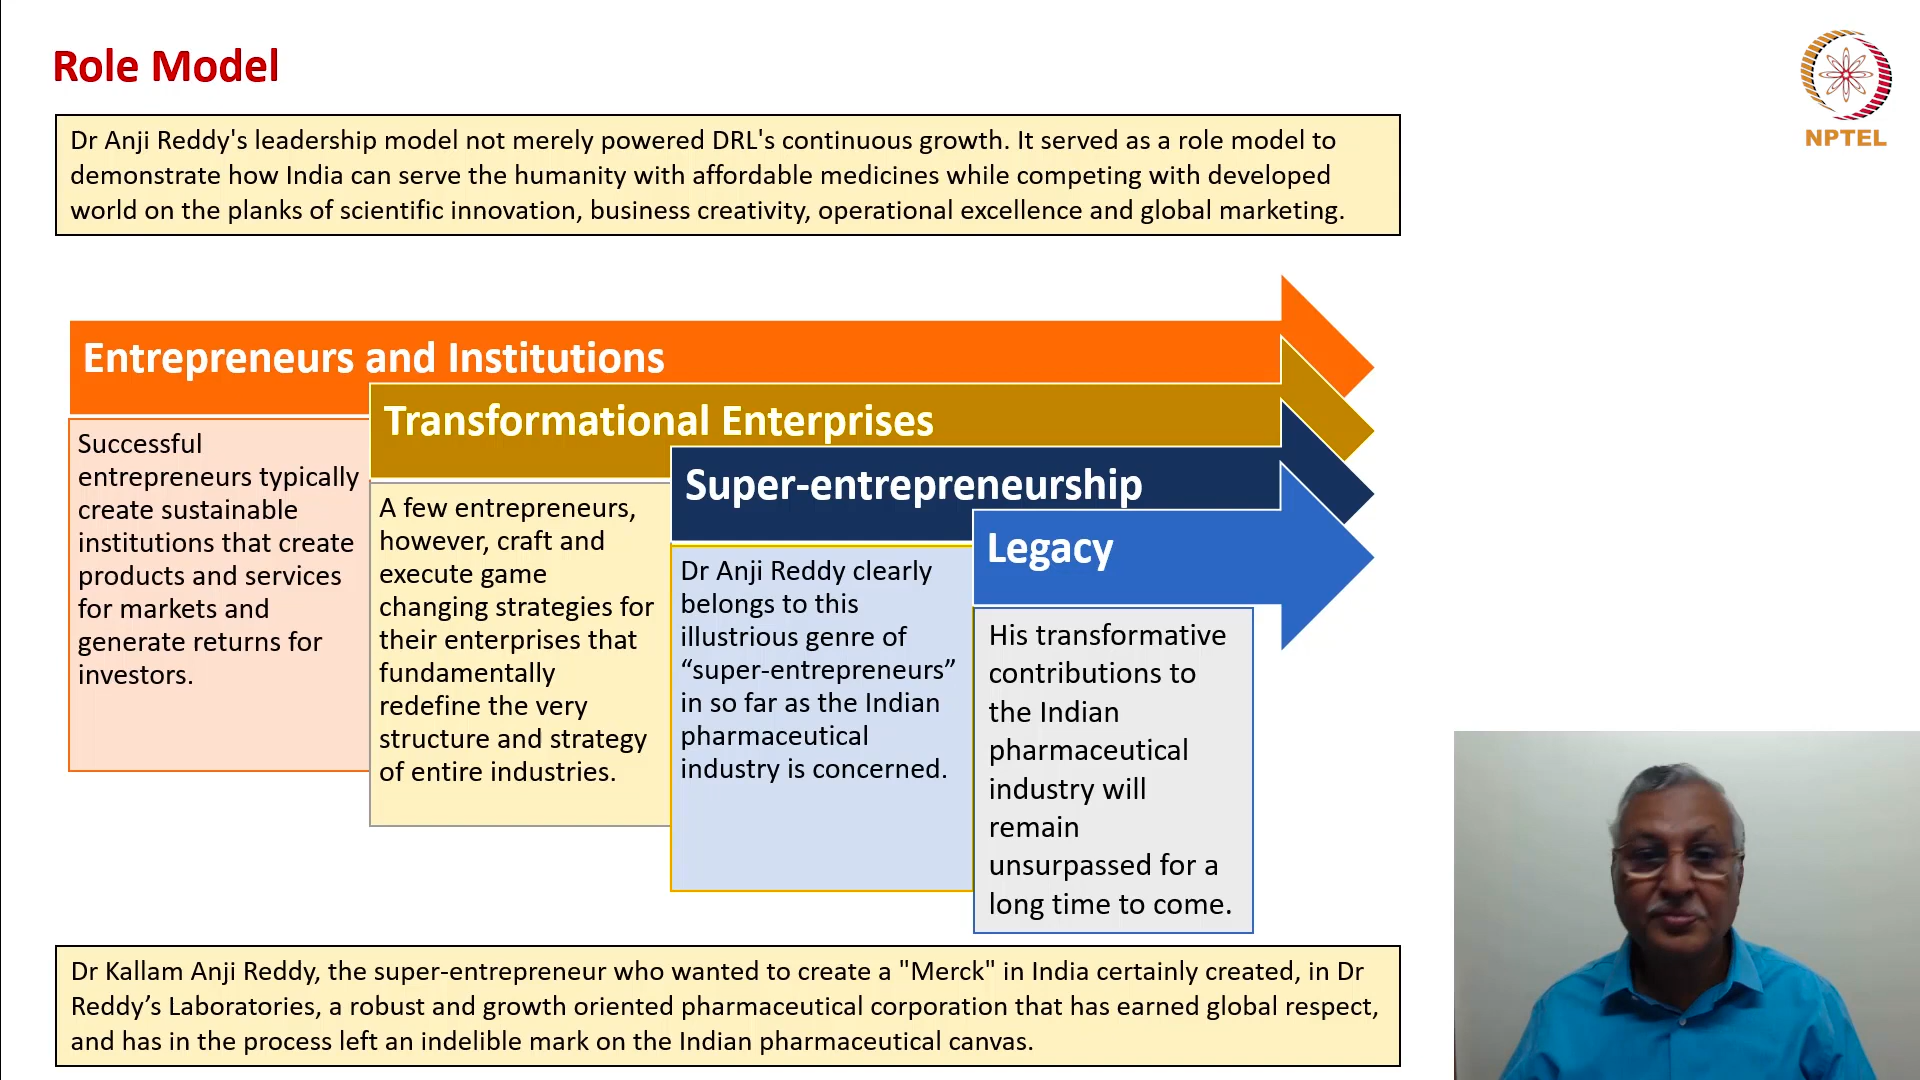 Role Model
NPTEL
Dr Anji Reddy's leadership model not merely powered DRL's continuous growth. It served as a role model to
demonstrate how India can serve the humanity with affordable medicines while competing with developed
world on the planks of scientific innovation, business creativity, operational excellence and global marketing.
Entrepreneurs and Institutions
Successful
entrepreneurs typically
create sustainable
institutions that create
products and services
for markets and
generate returns for
investors.
Transformational Enterprises
A few entrepreneurs,
however, craft and
execute game
changing strategies for
their enterprises that
fundamentally
redefine the very
structure and strategy
of entire industries.
Super-entrepreneurship
Dr Anji Reddy clearly
belongs to this
illustrious genre of
“super-entrepreneurs”
in so far as the Indian
pharmaceutical
industry is concerned.
Legacy
His transformative
contributions to
the Indian
pharmaceutical
industry will
remain
unsurpassed for a
long time to come.
Dr Kallam Anji Reddy, the super-entrepreneur who wanted to create a "Merck" in India certainly created, in Dr
Reddy’s Laboratories, a robust and growth oriented pharmaceutical corporation that has earned global respect,
and has in the process left an indelible mark on the Indian pharmaceutical canvas.